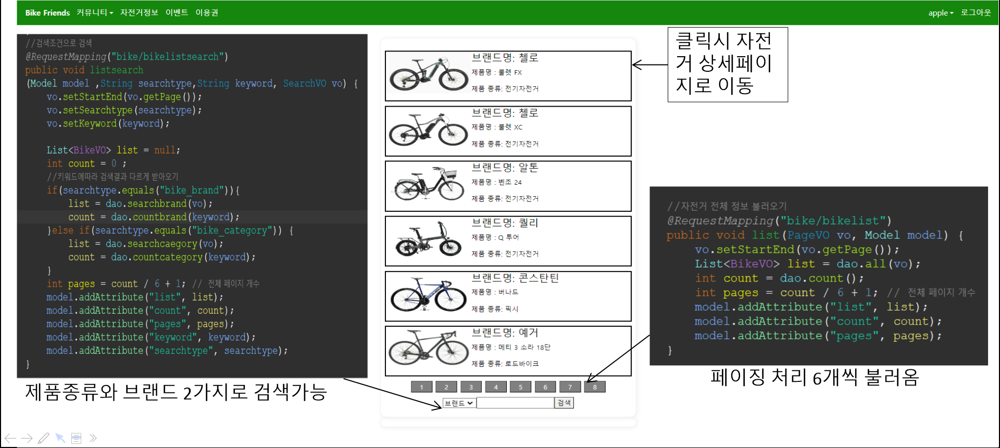 Bike Friends 커뮤니티 자전거정보 이벤트 이용권 apple 로그아웃
//검색조건으로 검색
@RequestMapping("bike/bikelistsearch")
public void listsearch
(Model model ,String searchtype,String keyword, SearchVO vo) {
vo.setStartEnd(vo.getPage());
vo.setSearchtype(searchtype);
vo.setKeyword(keyword);
List<BikeVO> list = null;
int count = 0 ;
//키워드에따라 검색결과 다르게 받아오기
if(searchtype.equals("bike_brand")){
list = dao.searchbrand(vo);
count = dao.countbrand(keyword);
}else if(searchtype.equals("bike_category")) {
list = dao.searchcaegory(vo);
count = dao.countcategory(keyword);
}
int pages = count / 6 + 1; // 전체 페이지 개수
model.addAttribute("list", list);
model.addAttribute("count", count);
model.addAttribute("pages", pages);
model.addAttribute("keyword", keyword);
model.addAttribute("searchtype", searchtype);
}
제품종류와 브랜드 2가지로 검색가능
브랜드명: 첼로
제품명 : 불렛 FX
제품 종류: 전기자전거
브랜드명: 첼로
제품명 : 불렛 XC
제품 종류: 전기자전거
브랜드명: 알톤
제품명 : 벤조 24
제품 종류: 전기자전거
브랜드명: 퀄리
제품명 : Q 투어
제품 종류: 전기자전거
브랜드명: 콘스탄틴
제품명 : 버나드
제품 종류: 픽시
브랜드명: 예거
제품명 : 메티 3 소라 18단
제품 종류: 로드바이크
1 2 3 4 5 6 7 8
브랜드 검색
클릭시 자전
거 상세페이
지로 이동
//자전거 전체 정보 불러오기
@RequestMapping("bike/bikelist")
public void list(PageVO vo, Model model) {
vo.setStartEnd(vo.getPage());
List<BikeVO> list = dao.all(vo);
int count = dao.count();
int pages = count / 6 + 1; // 전체 페이지 개수
model.addAttribute("list", list);
model.addAttribute("count", count);
model.addAttribute("pages", pages);
}
페이징 처리 6개씩 불러옴